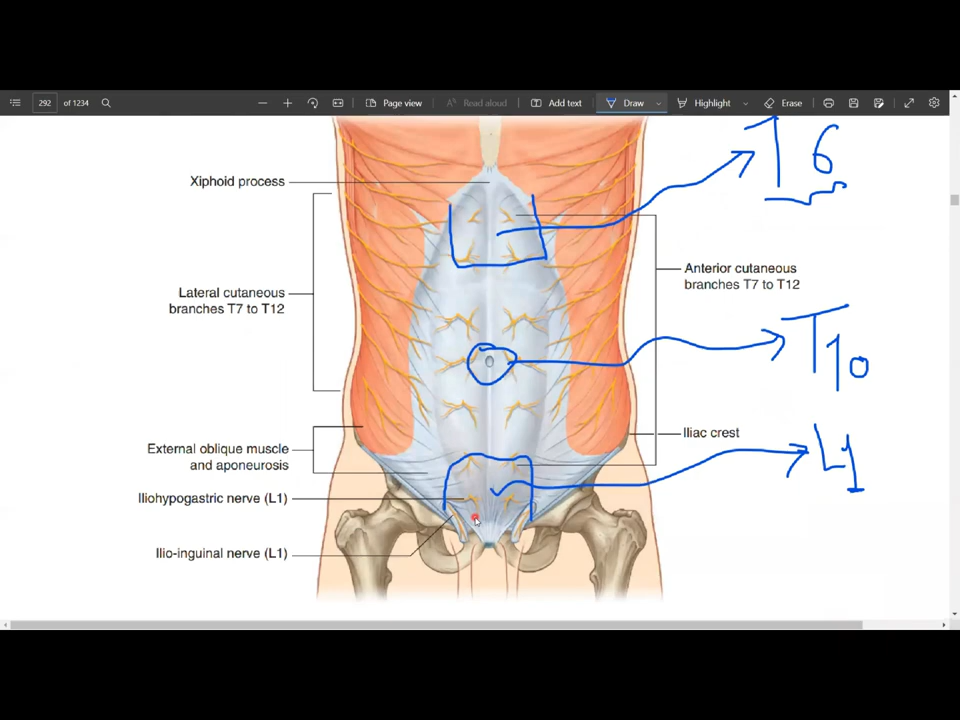 292 of 1234 Page view Read aloud Add text Draw Highlight Erase
T6
Xiphoid process
Anterior cutaneous
branches T7 to T12
Lateral cutaneous
branches T7 to T12
T10
Iliac crest
External oblique muscle
and aponeurosis
L1
Iliohypogastric nerve (L1)
Ilio-inguinal nerve (L1)